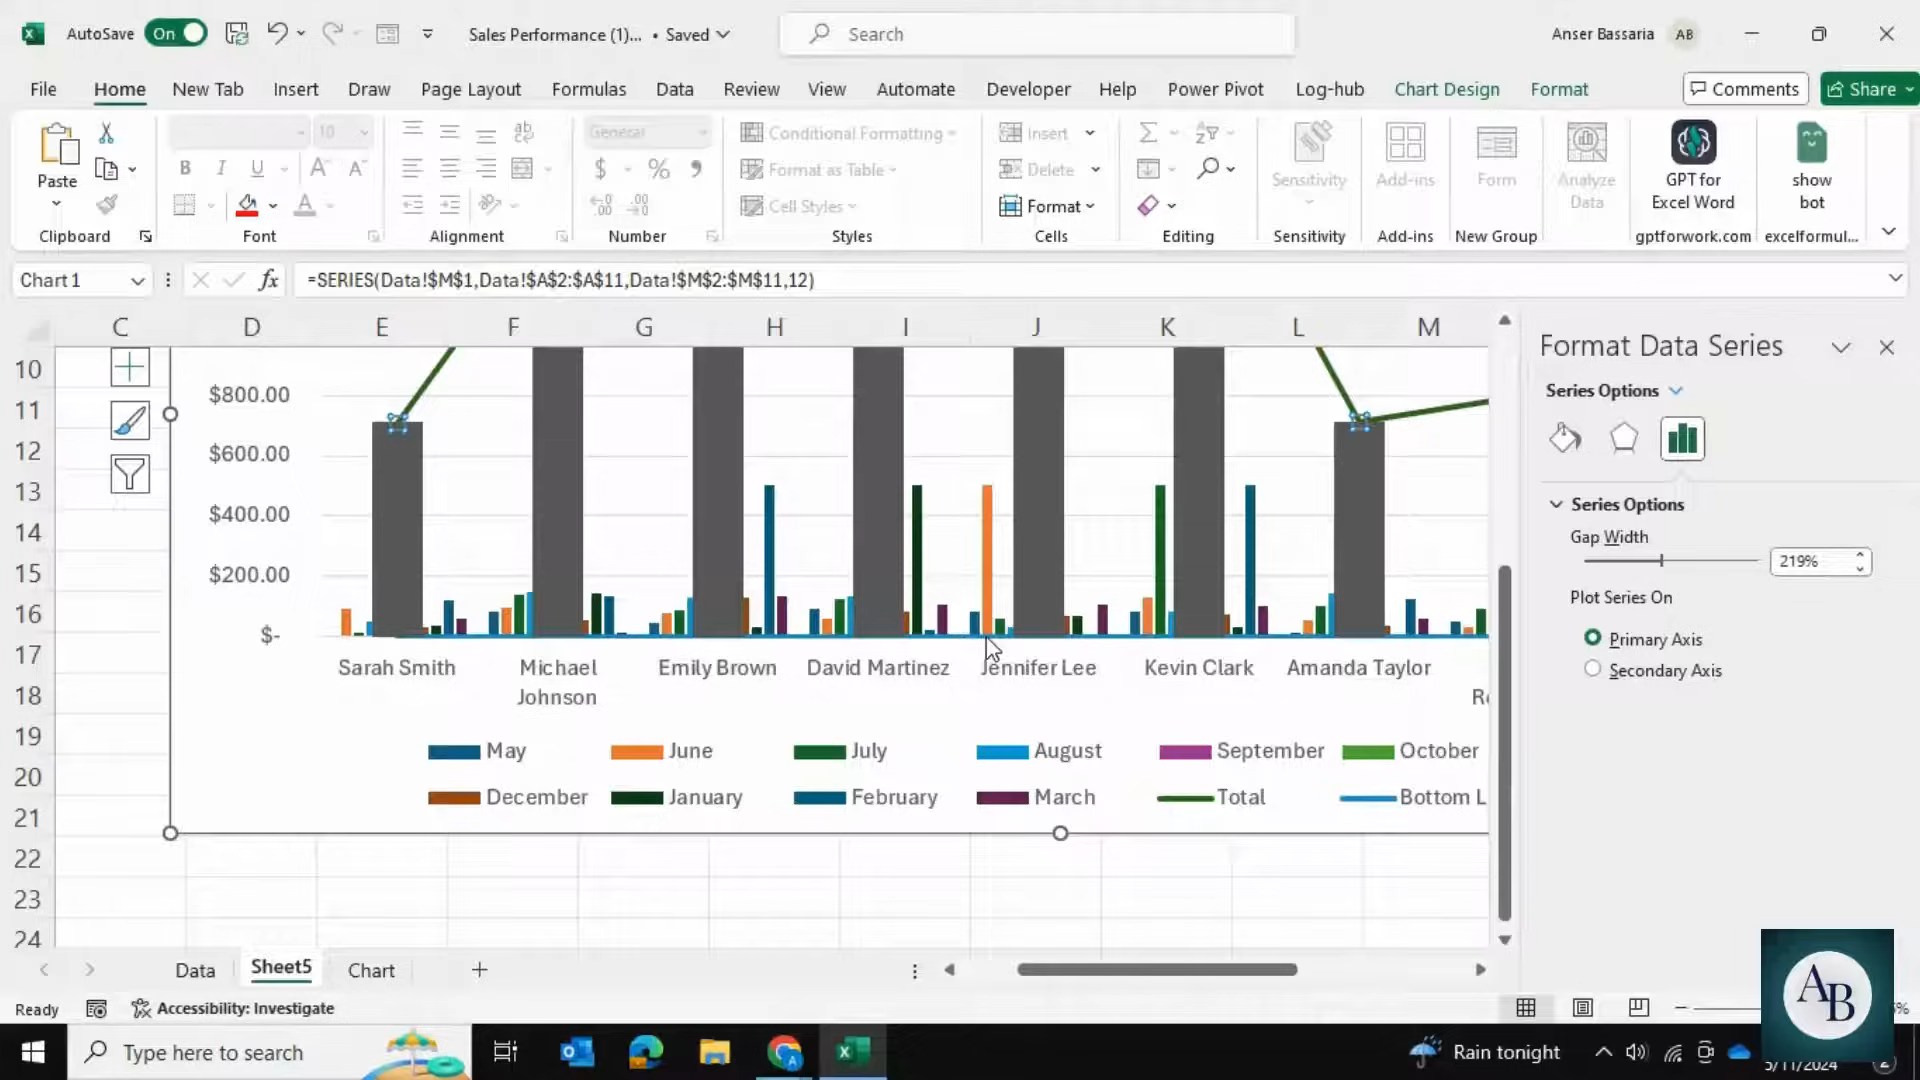 AutoSave On Sales Performance (1)... • Saved Search Anser Bassaria AB
File Home New Tab Insert Draw Page Layout Formulas Data Review View Automate Developer Help Power Pivot Log-hub Chart Design Format Comments Share
Paste
10 General
B I U A A $ % 9
Conditional Formatting
Format as Table
Cell Styles
Insert
Delete
Format
Sensitivity
Add-ins
Form
Analyze
Data
GPT for
Excel Word
show
bot
Clipboard Font Alignment Number Styles Cells Editing Sensitivity Add-ins New Group gptforwork.com excelformul...
Chart 1 fx =SERIES(Data!$M$1,Data!$A$2:$A$11,Data!$M$2:$M$11,12)
C D E F G H I J K L M
10
11
12
13
14
15
16
17
18
19
20
21
22
23
24
$800.00
$600.00
$400.00
$200.00
$-
Sarah Smith Michael Johnson Emily Brown David Martinez Jennifer Lee Kevin Clark Amanda Taylor
May June July August September October
December January February March Total Bottom L
Format Data Series
Series Options
Series Options
Gap Width
219%
Plot Series On
Primary Axis
Secondary Axis
Data Sheet5 Chart
Ready Accessibility: Investigate
Type here to search
Rain tonight
5/11/2024
AB